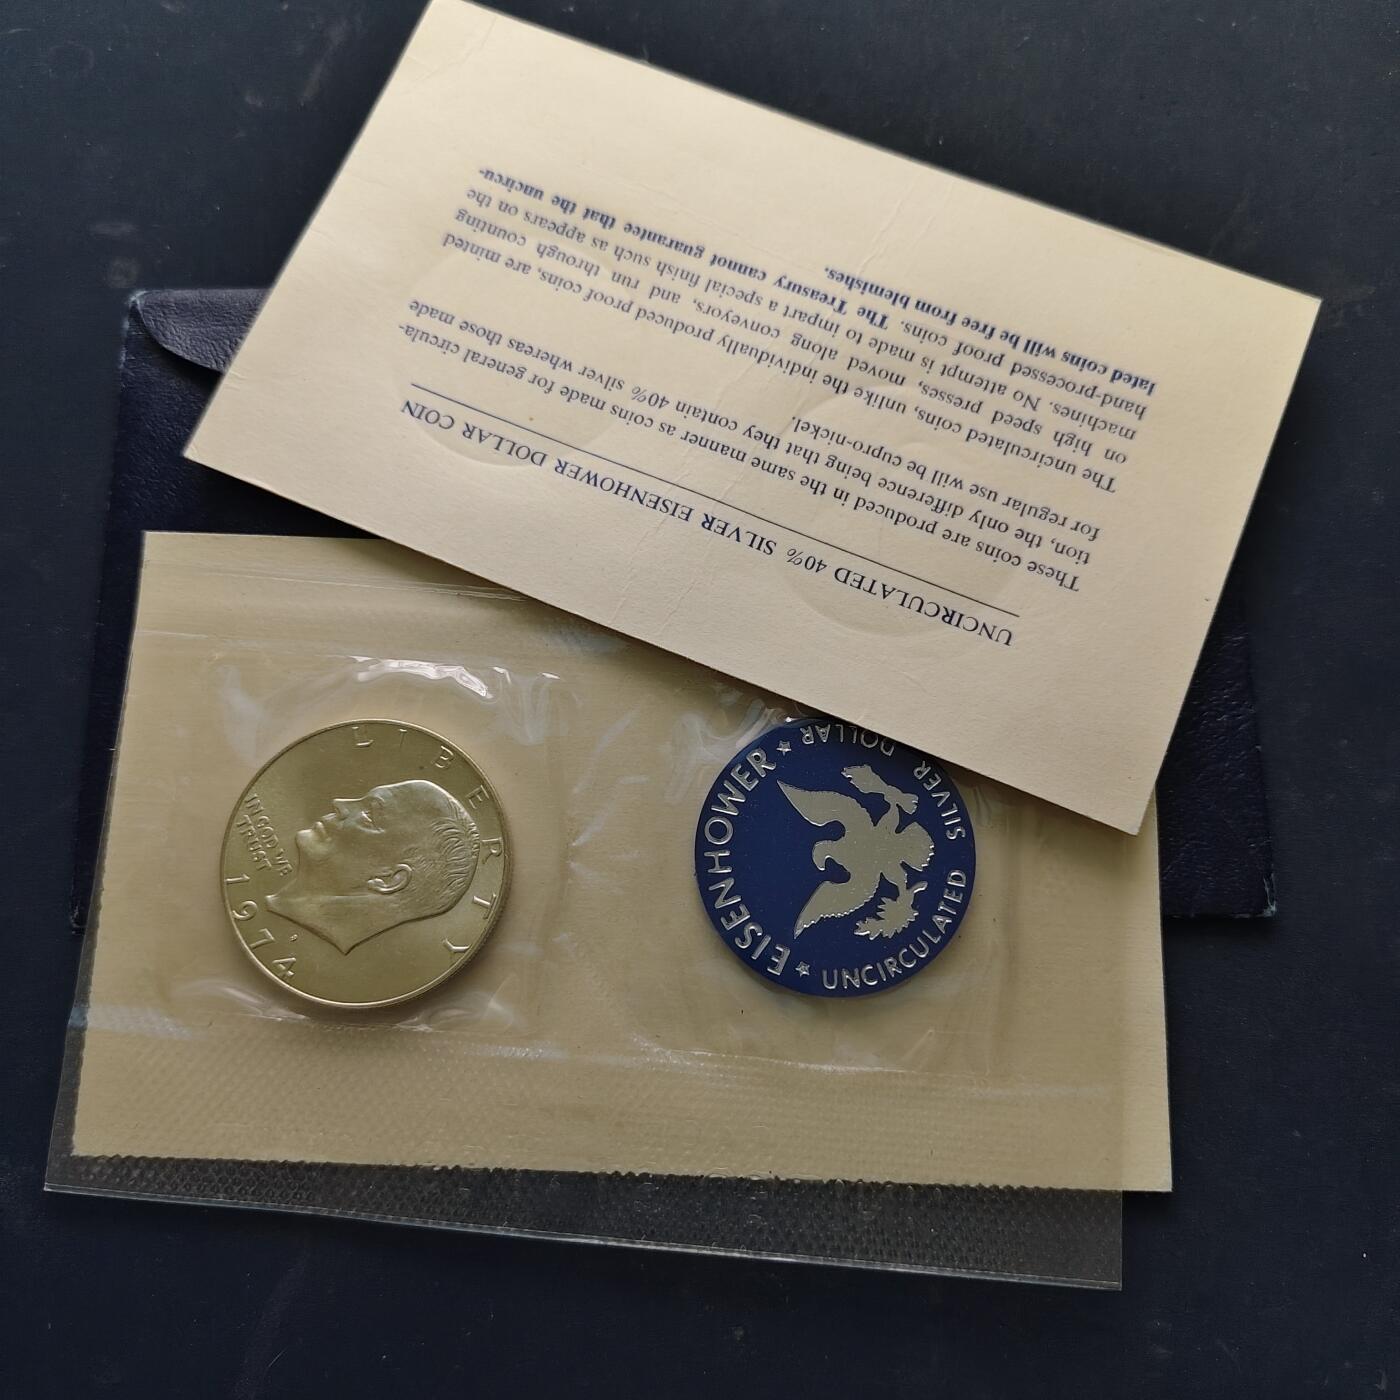 UNCIRCULATED 40% SILVER EISENHOWER DOLLAR COIN
These coins are produced in the same manner as coins made for general circula-
tion, the only difference being that they contain 40% silver whereas those made
for regular use will be cupro-nickel.
The uncirculated coins, unlike the individually produced proof coins, are minted
on high speed presses, moved along conveyors, and run through counting
machines. No attempt is made to impart a special finish such as appears on the
hand-processed proof coins. The Treasury cannot guarantee that the uncircu-
lated coins will be free from blemishes.
LIBERTY
IN GOD WE
TRUST
1974
EISENHOWER
UNCIRCULATED SILVER DOLLAR